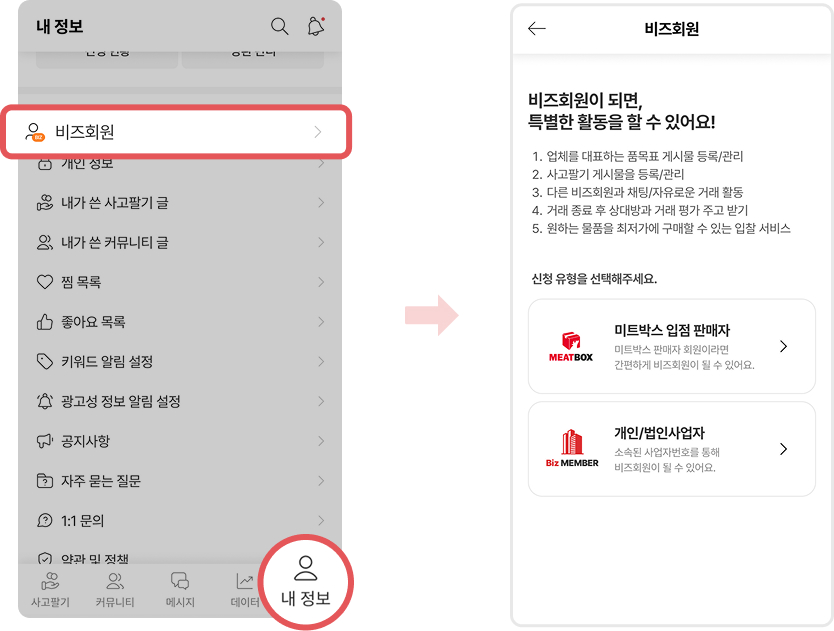 내 정보
비즈회원
개인 정보
내가 쓴 사고팔기 글
내가 쓴 커뮤니티 글
찜 목록
좋아요 목록
키워드 알림 설정
광고성 정보 알림 설정
공지사항
자주 묻는 질문
1:1 문의
약관 및 정책
사고팔기
커뮤니티
메시지
데이터
내 정보
비즈회원
비즈회원이 되면,
특별한 활동을 할 수 있어요!
1. 업체를 대표하는 품목표 게시물 등록/관리
2. 사고팔기 게시물을 등록/관리
3. 다른 비즈회원과 채팅/자유로운 거래 활동
4. 거래 종료 후 상대방과 거래 평가 주고 받기
5. 원하는 물품을 최저가에 구매할 수 있는 입찰 서비스
신청 유형을 선택해주세요.
MEATBOX
미트박스 입점 판매자
미트박스 판매자 회원이라면
간편하게 비즈회원이 될 수 있어요.
Biz MEMBER
개인/법인사업자
소속된 사업자번호를 통해
비즈회원이 될 수 있어요.